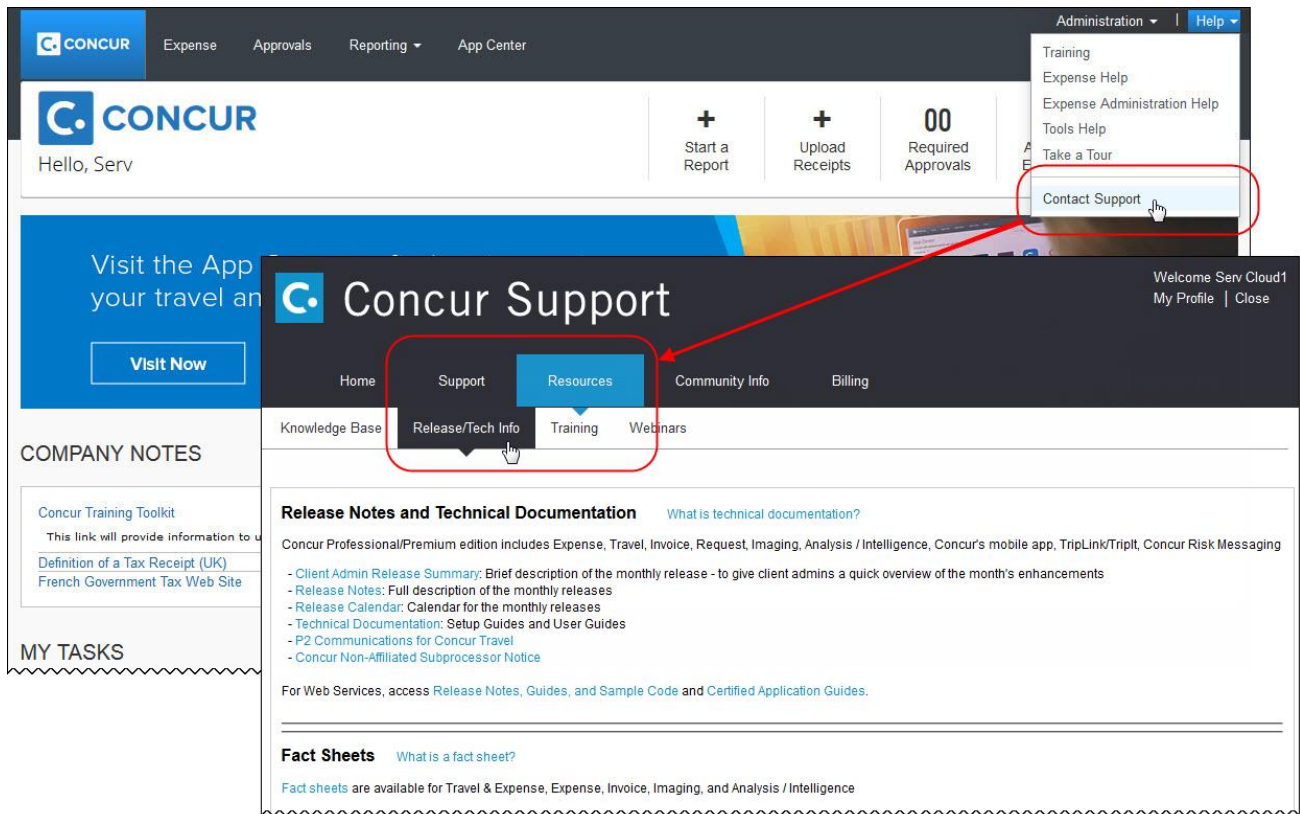 Administration | Help
C. CONCUR Expense Approvals Reporting App Center
Training
Expense Help
Expense Administration Help
Tools Help
Take a Tour
Contact Support
C. CONCUR
Hello, Serv
+ Start a Report
+ Upload Receipts
00 Required Approvals
Visit the App
your travel an
Visit Now
COMPANY NOTES
Concur Training Toolkit
This link will provide information to u
Definition of a Tax Receipt (UK)
French Government Tax Web Site
MY TASKS
C. Concur Support
Welcome Serv Cloud1
My Profile | Close
Home Support Resources Community Info Billing
Knowledge Base Release/Tech Info Training Webinars
Release Notes and Technical Documentation What is technical documentation?
Concur Professional/Premium edition includes Expense, Travel, Invoice, Request, Imaging, Analysis / Intelligence, Concur's mobile app, TripLink/TripIt, Concur Risk Messaging
- Client Admin Release Summary: Brief description of the monthly release - to give client admins a quick overview of the month's enhancements
- Release Notes: Full description of the monthly releases
- Release Calendar: Calendar for the monthly releases
- Technical Documentation: Setup Guides and User Guides
- P2 Communications for Concur Travel
- Concur Non-Affiliated Subprocessor Notice
For Web Services, access Release Notes, Guides, and Sample Code and Certified Application Guides.
Fact Sheets What is a fact sheet?
Fact sheets are available for Travel & Expense, Expense, Invoice, Imaging, and Analysis / Intelligence